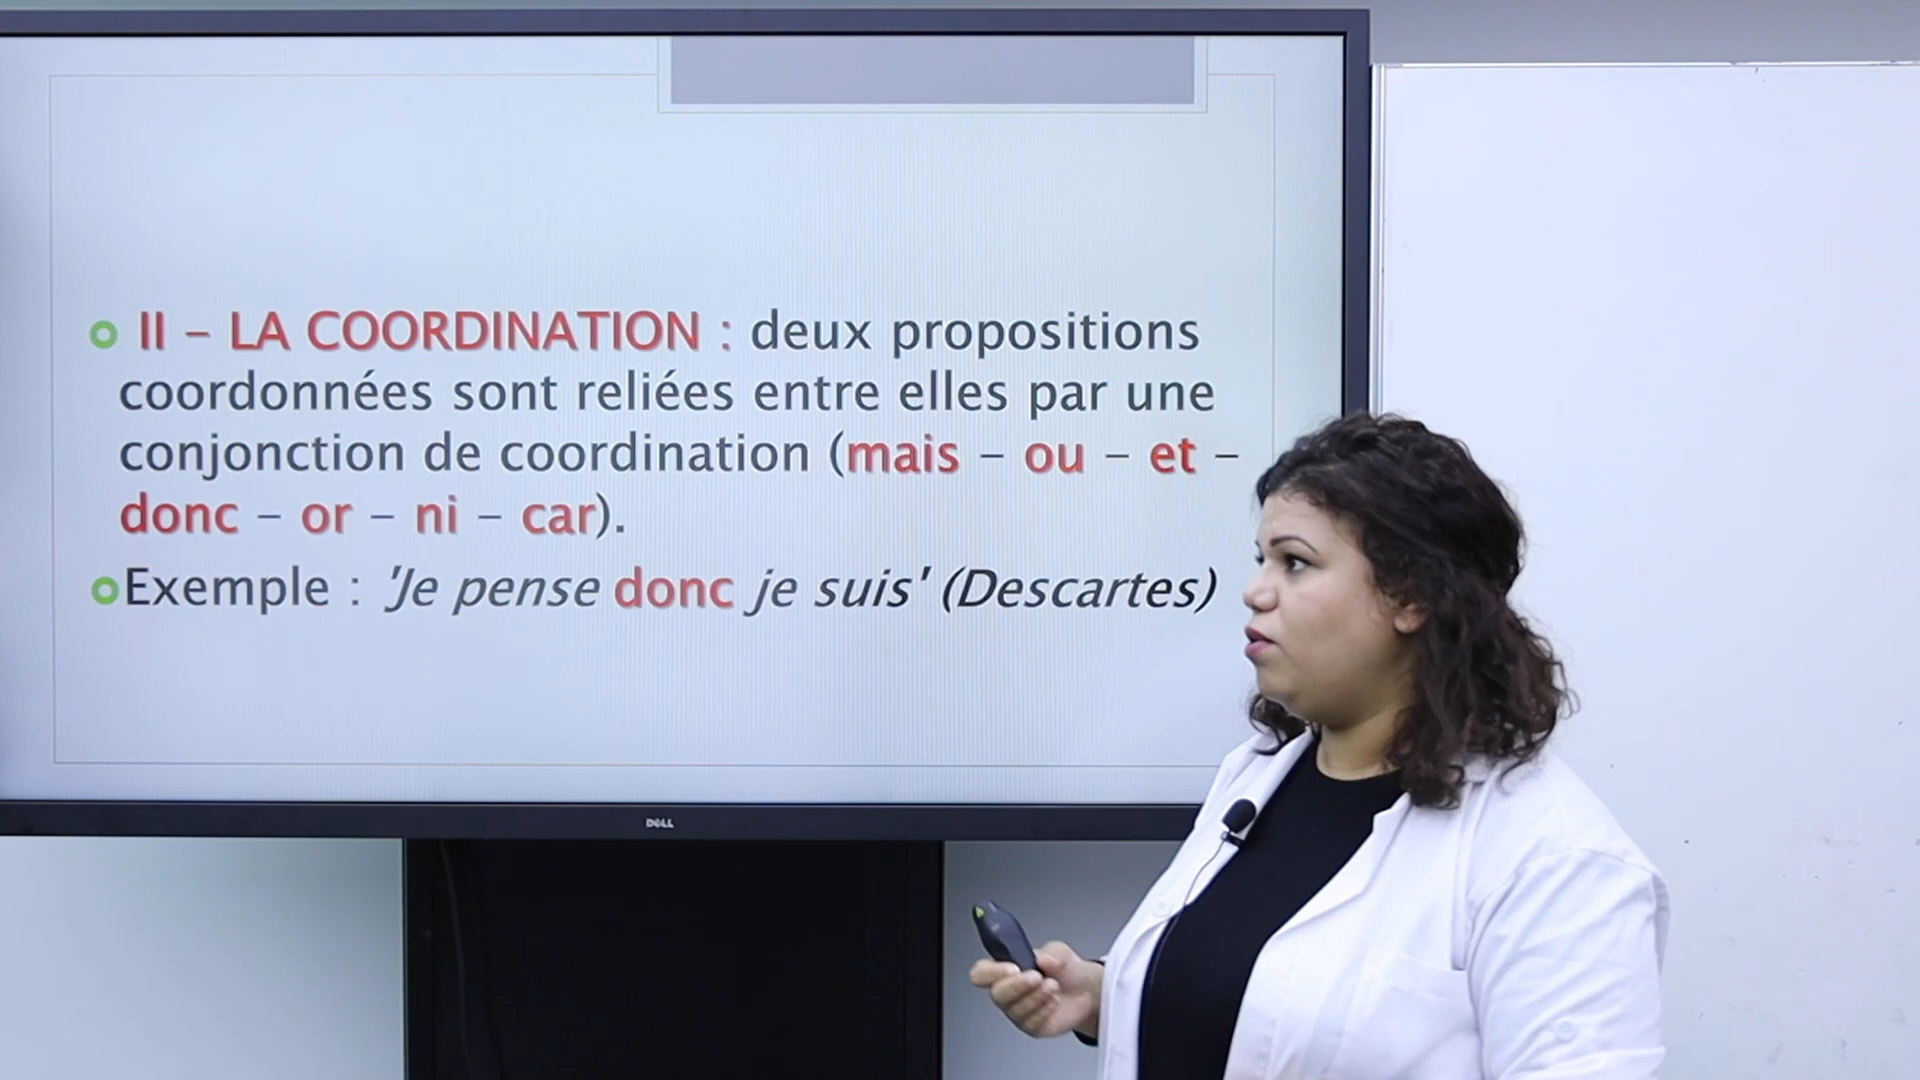 II – LA COORDINATION : deux propositions
coordonnées sont reliées entre elles par une
conjonction de coordination (mais – ou – et –
donc – or – ni – car).
Exemple : 'Je pense donc je suis' (Descartes)
DELL